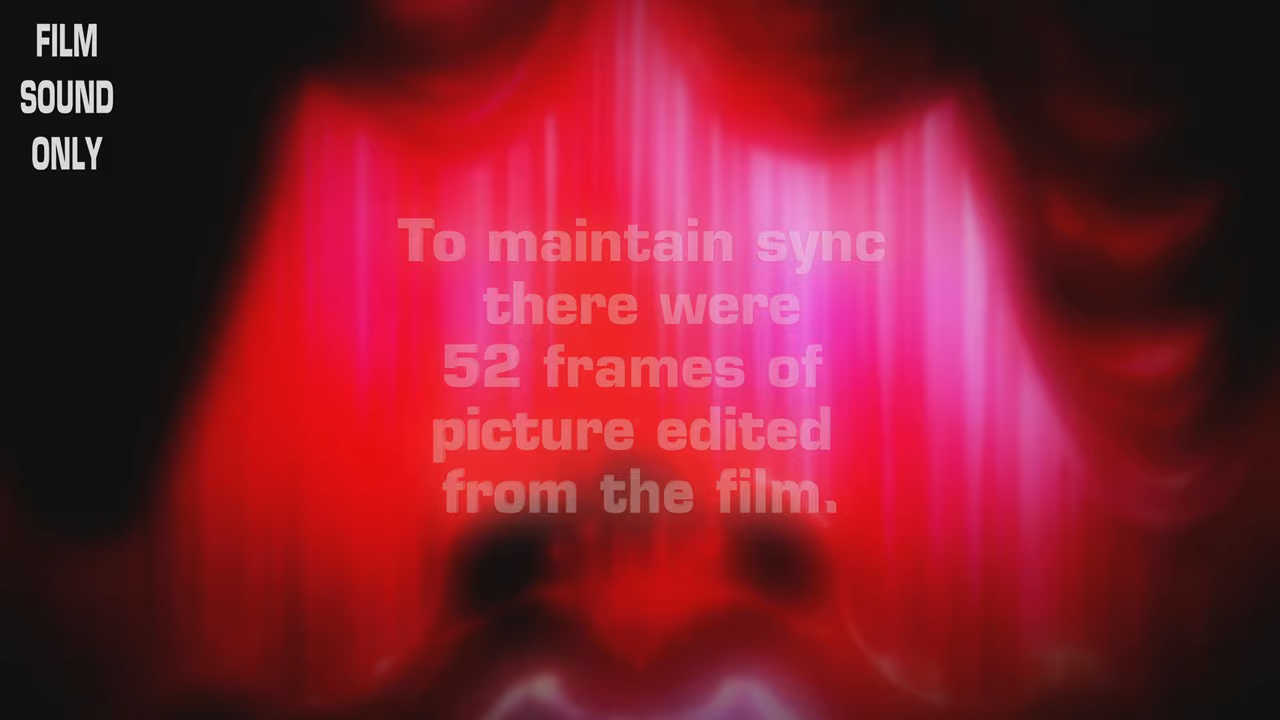 FILM
SOUND
ONLY
To maintain sync
there were
52 frames of
picture edited
from the film.